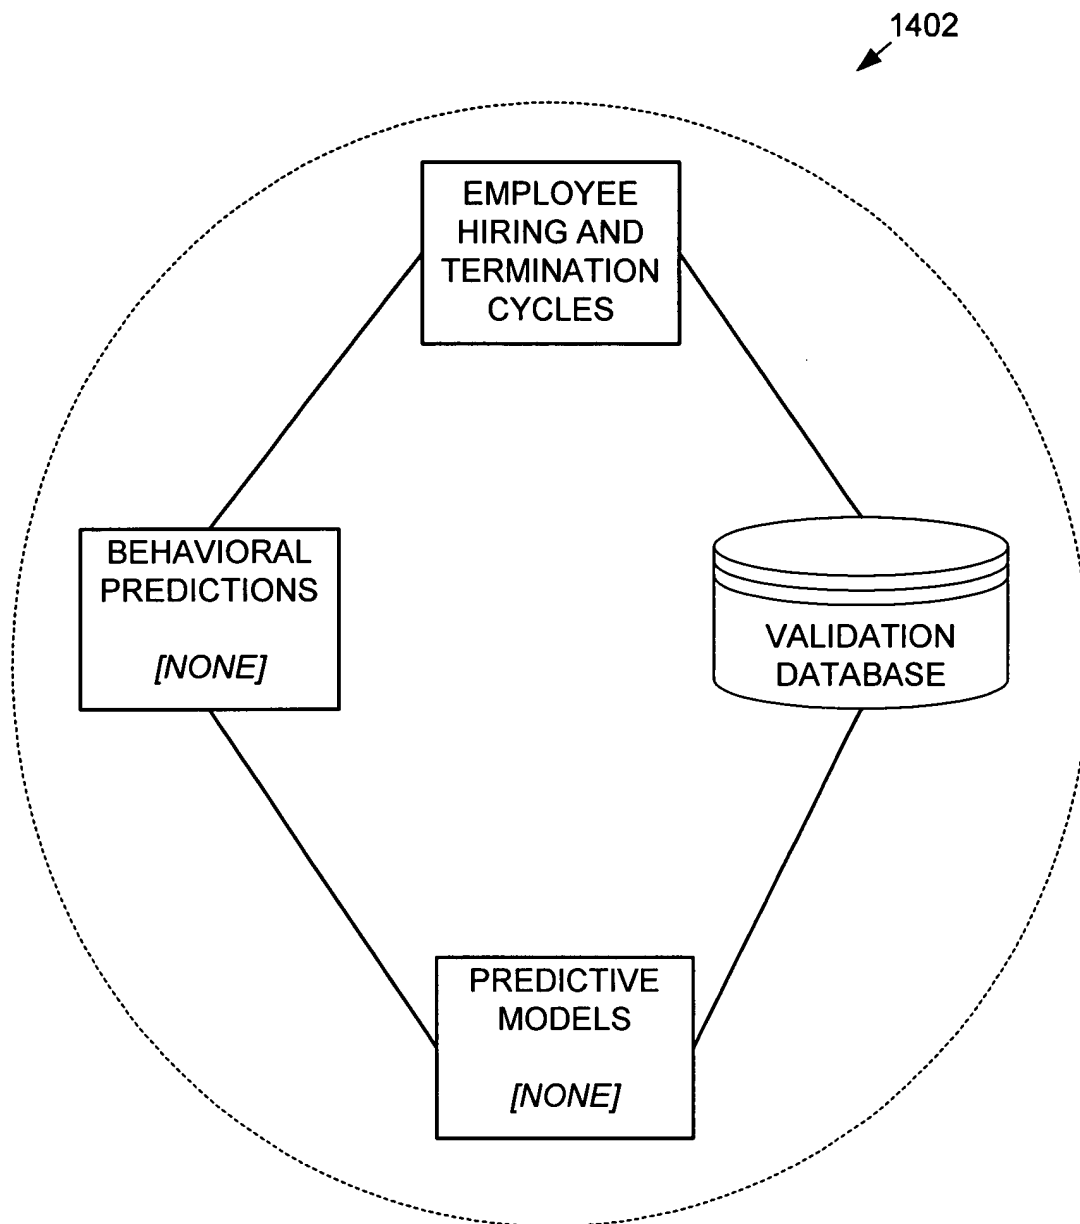 1402
EMPLOYEE
HIRING AND
TERMINATION
CYCLES
BEHAVIORAL
PREDICTIONS
[NONE]
VALIDATION
DATABASE
PREDICTIVE
MODELS
[NONE]